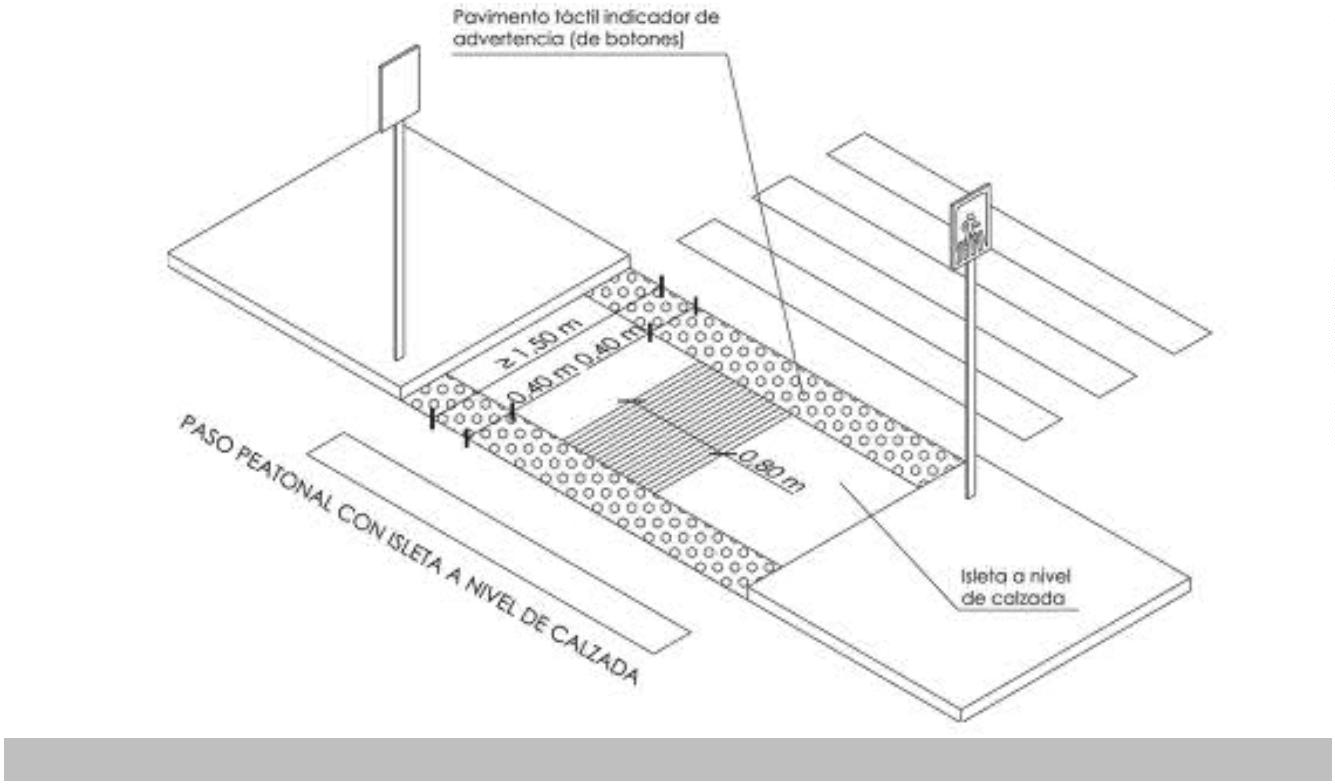 Pavimento táctil indicador de
advertencia (de botones)
≥ 1,50 m
0,40 m 0,40 m
0,80 m
PASO PEATONAL CON ISLETA A NIVEL DE CALZADA
Isleta a nivel
de calzada